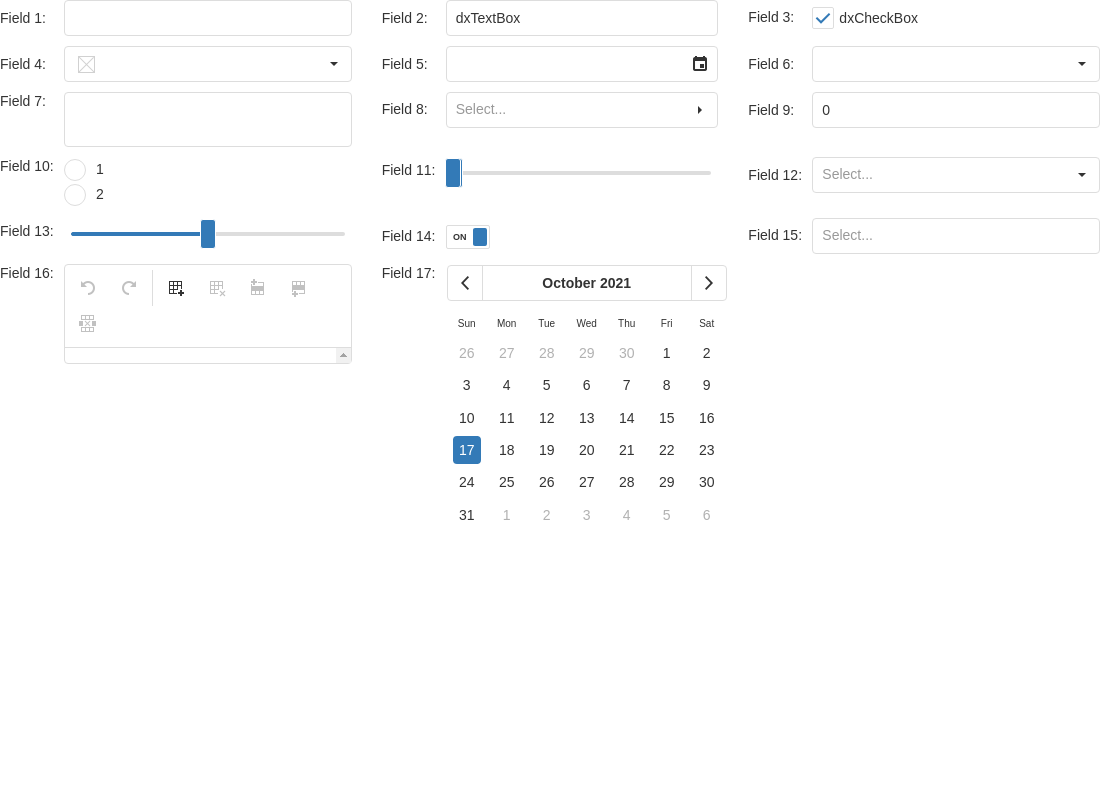 Field 1:
Field 2: dxTextBox
Field 3: dxCheckBox
Field 4:
Field 5:
Field 6:
Field 7:
Field 8: Select...
Field 9: 0
Field 10: 1
2
Field 11:
Field 12: Select...
Field 13:
Field 14: ON
Field 15: Select...
Field 16:
Field 17: October 2021
Sun Mon Tue Wed Thu Fri Sat
26 27 28 29 30 1 2
3 4 5 6 7 8 9
10 11 12 13 14 15 16
17 18 19 20 21 22 23
24 25 26 27 28 29 30
31 1 2 3 4 5 6